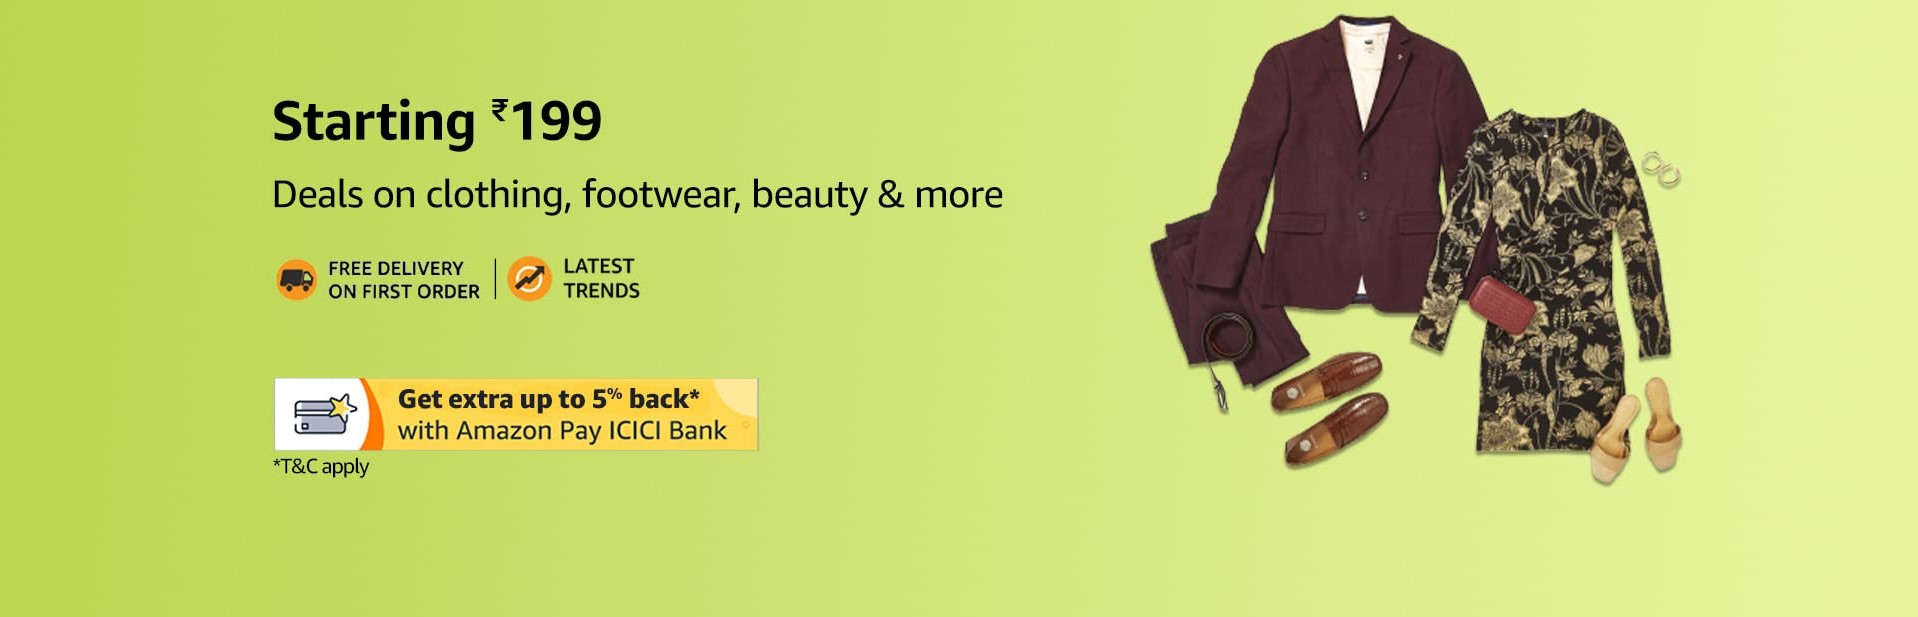 Starting ₹199
Deals on clothing, footwear, beauty & more
FREE DELIVERY
ON FIRST ORDER
LATEST
TRENDS
Get extra up to 5% back*
with Amazon Pay ICICI Bank
*T&C apply